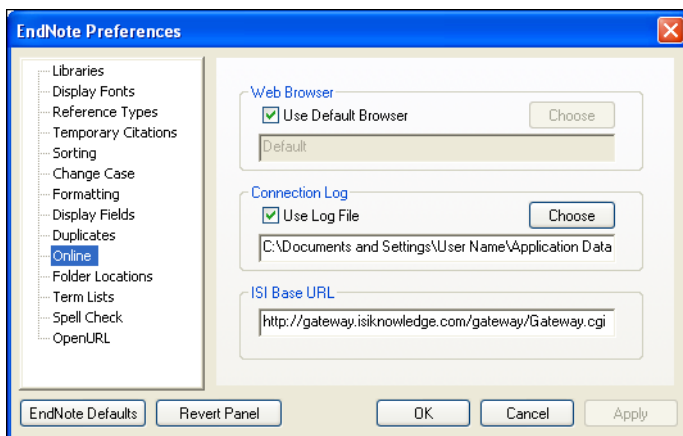 EndNote Preferences
Libraries
Display Fonts
Reference Types
Temporary Citations
Sorting
Change Case
Formatting
Display Fields
Duplicates
Online
Folder Locations
Term Lists
Spell Check
OpenURL
Web Browser
Use Default Browser
Choose
Default
Connection Log
Use Log File
Choose
C:\Documents and Settings\User Name\Application Data
ISI Base URL
http://gateway.isiknowledge.com/gateway/Gateway.cgi
EndNote Defaults
Revert Panel
OK
Cancel
Apply